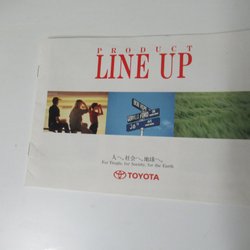 PRODUCT
LINE UP
人へ、社会へ、地球へ。
For People, for Society, for the Earth.
TOYOTA